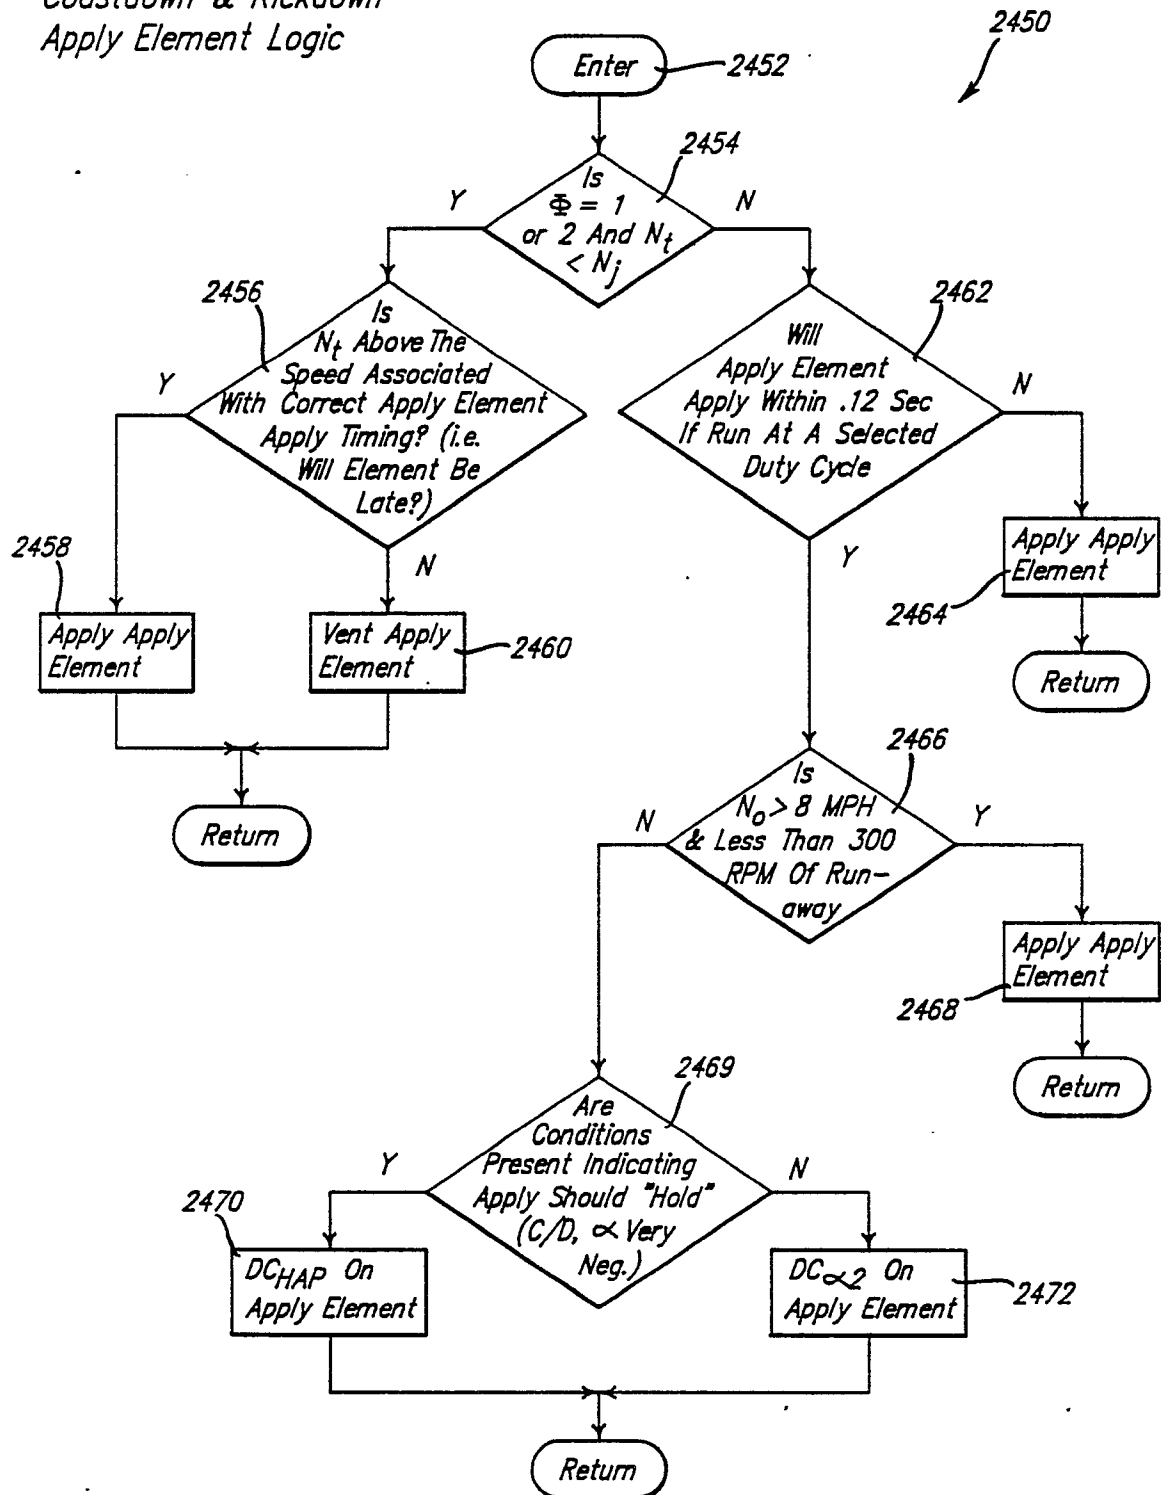 Coastdown & Kickdown
Apply Element Logic
2450
Enter
2452
2454
Is
Φ = 1
or 2 And Nt
< Nj
Y
N
2456
Is
Nt Above The
Speed Associated
With Correct Apply Element
Apply Timing? (i.e.
Will Element Be
Late?)
Y
N
2462
Will
Apply Element
Apply Within .12 Sec
If Run At A Selected
Duty Cycle
N
Y
2458
Apply Apply
Element
Vent Apply
Element
2460
Return
Apply Apply
Element
2464
Return
2466
Is
No > 8 MPH
& Less Than 300
RPM Of Run-
away
N
Y
Apply Apply
Element
2468
Return
2469
Are
Conditions
Present Indicating
Apply Should "Hold"
(C/D, ∝ Very
Neg.)
Y
N
2470
DCHAP On
Apply Element
DC∝2 On
Apply Element
2472
Return